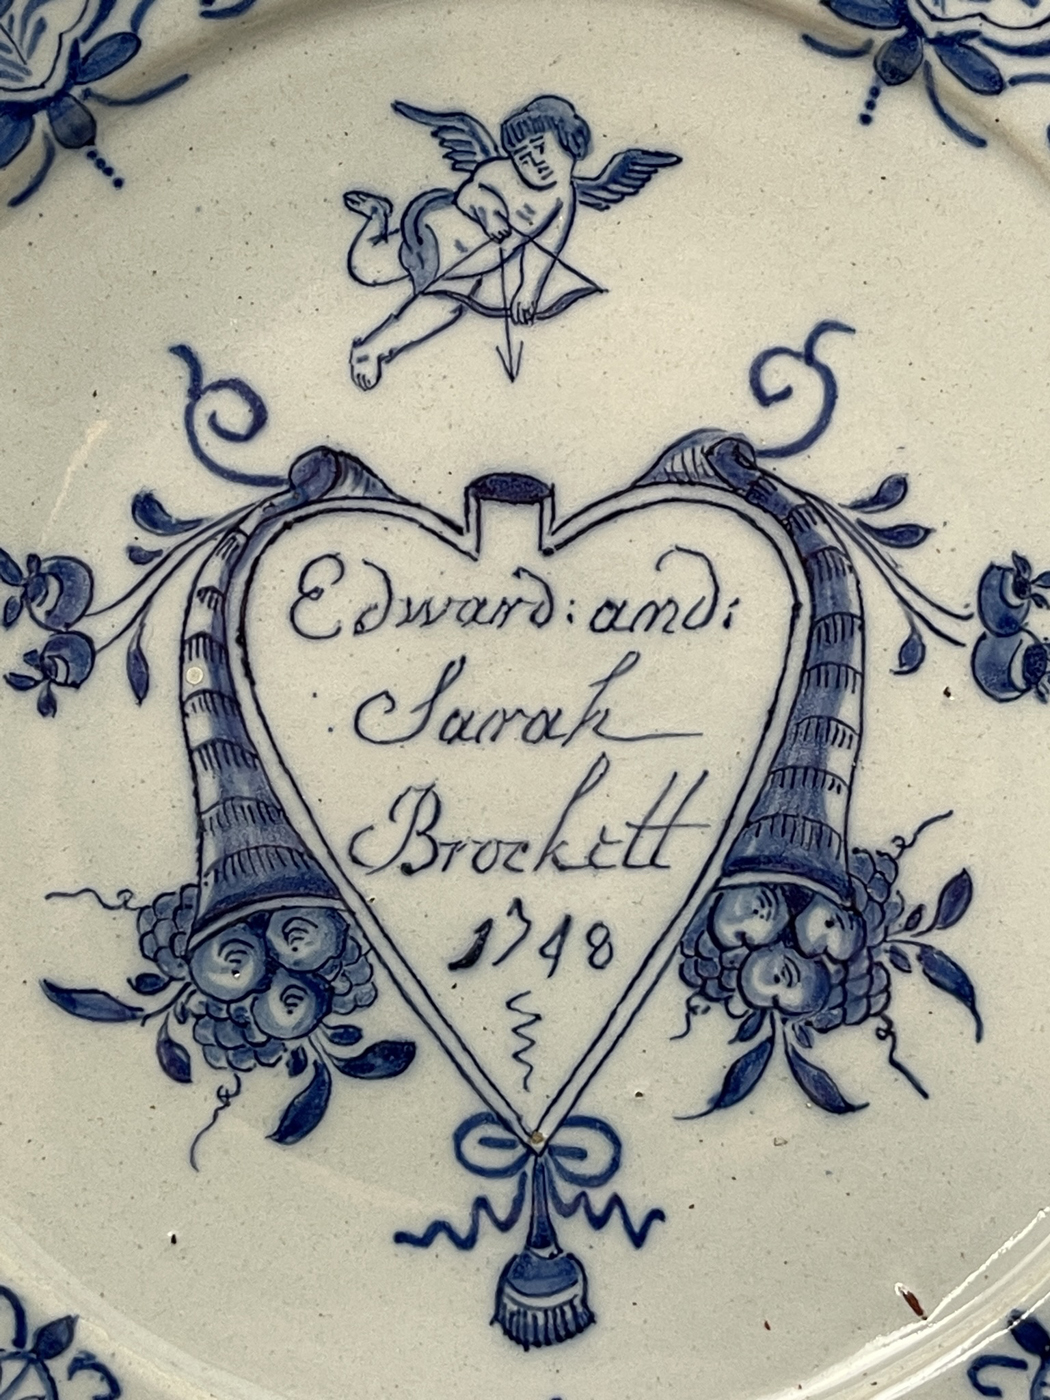 Edward: and:
Sarah
Brockett
1748